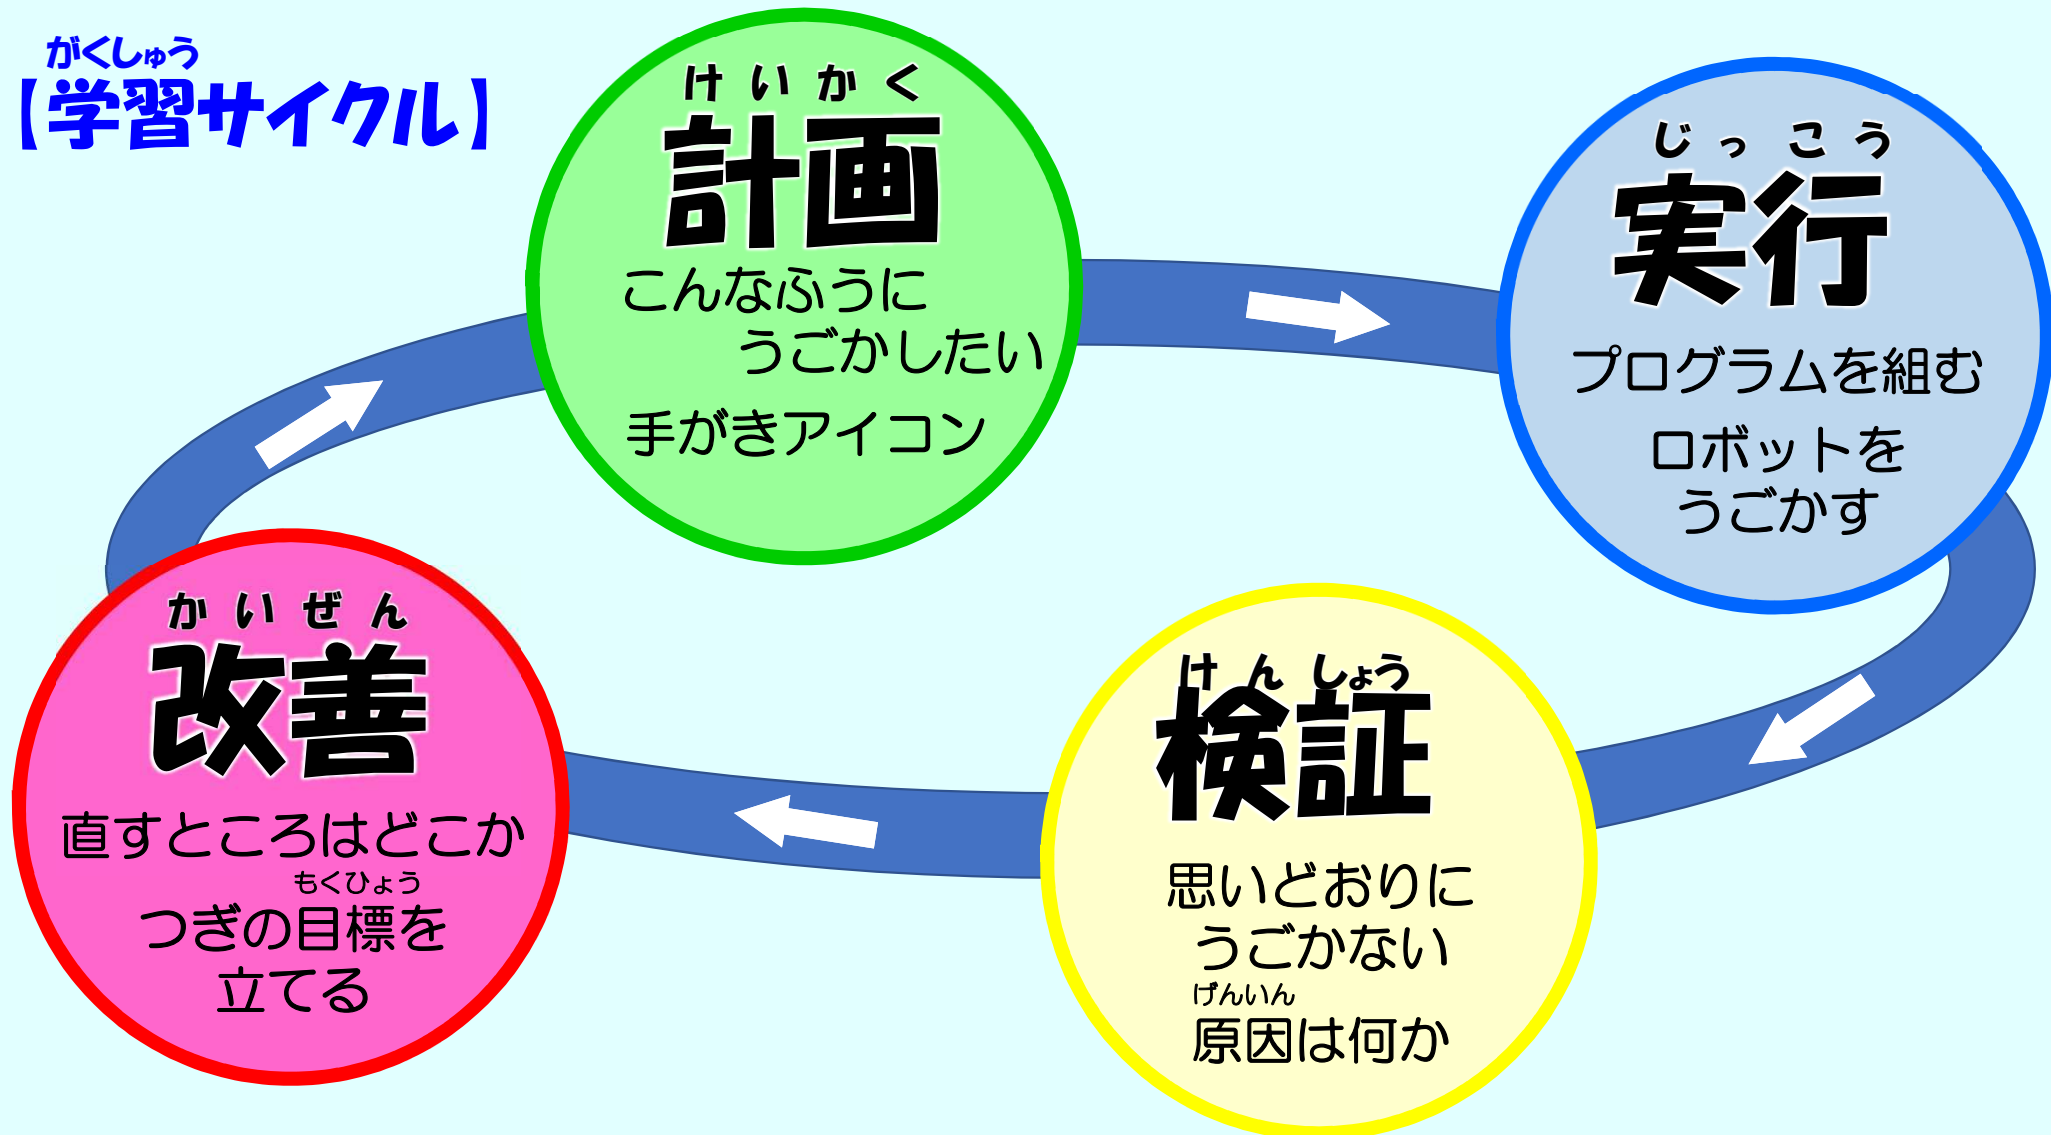 がくしゅう
【学習サイクル】
けいかく
計画
こんなふうに
うごかしたい
手がきアイコン
じっこう
実行
プログラムを組む
ロボットを
うごかす
けんしょう
検証
思いどおりに
うごかない
げんいん
原因は何か
かいぜん
改善
直すところはどこか
もくひょう
つぎの目標を
立てる